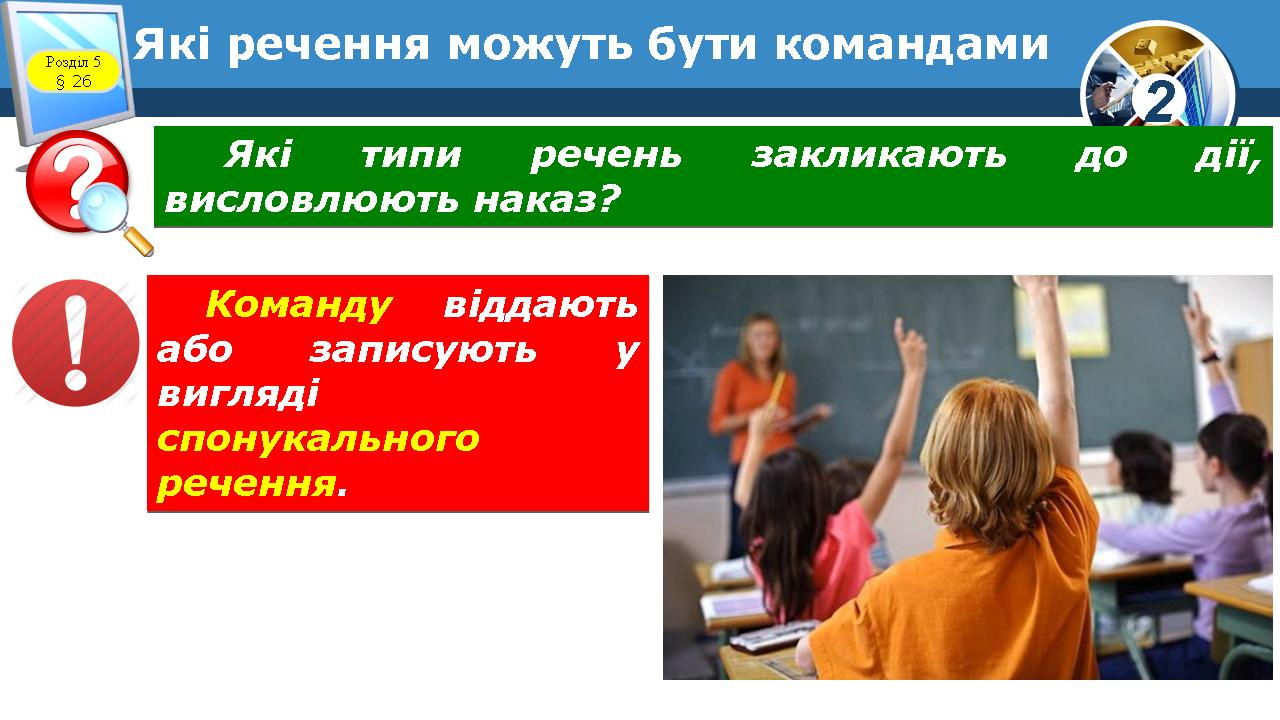 Які речення можуть бути командами
Розділ 5
§ 26
2
Які типи речень закликають до дії,
висловлюють наказ?
Команду віддають
або записують у
вигляді
спонукального
речення.